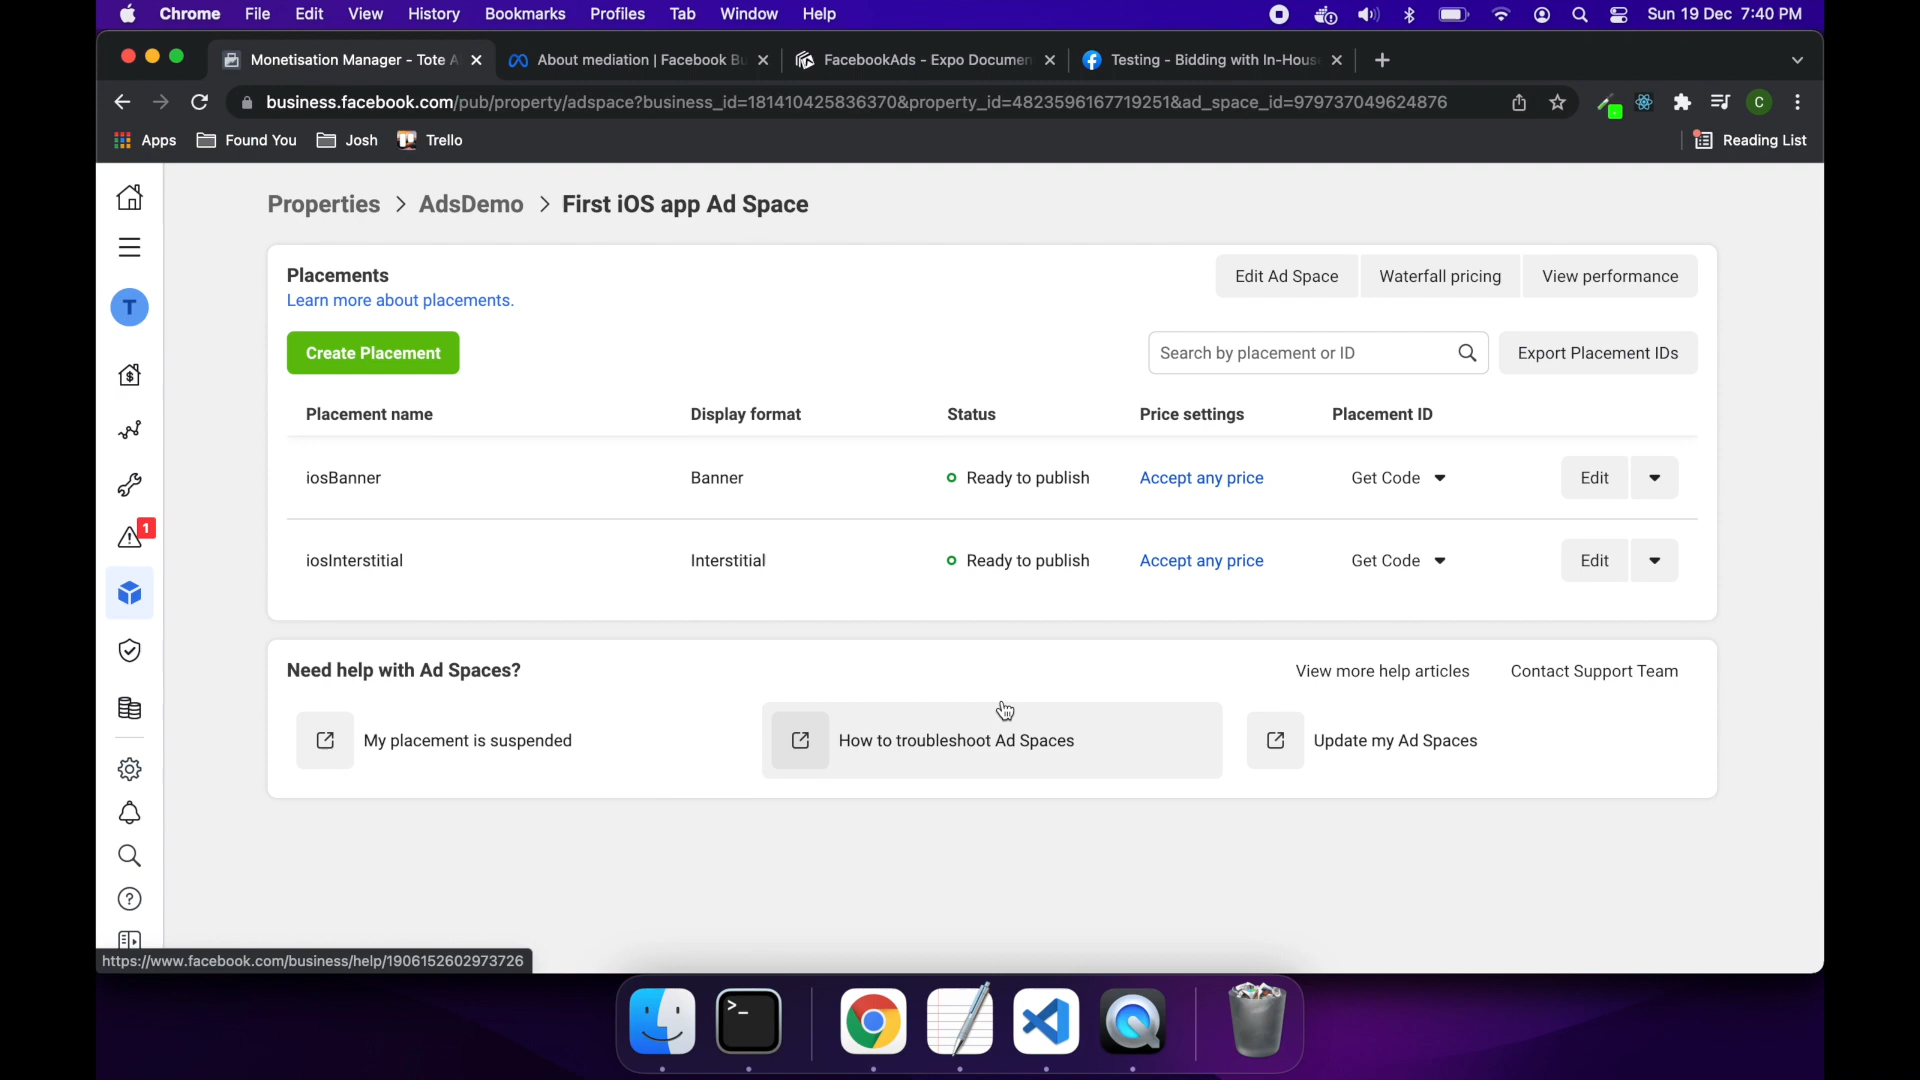 Chrome File Edit View History Bookmarks Profiles Tab Window Help Sun 19 Dec 7:40 PM
Monetisation Manager - Tote A About mediation | Facebook Bu FacebookAds - Expo Documen Testing - Bidding with In-Hous
business.facebook.com/pub/property/adspace?business_id=181410425836370&property_id=4823596167719251&ad_space_id=979737049624876 C
Apps Found You Josh Trello Reading List
Properties > AdsDemo > First iOS app Ad Space
T
Placements
Learn more about placements.
Edit Ad Space Waterfall pricing View performance
Create Placement Search by placement or ID Export Placement IDs
Placement name Display format Status Price settings Placement ID
iosBanner Banner Ready to publish Accept any price Get Code Edit
1
iosInterstitial Interstitial Ready to publish Accept any price Get Code Edit
Need help with Ad Spaces? View more help articles Contact Support Team
My placement is suspended How to troubleshoot Ad Spaces Update my Ad Spaces
https://www.facebook.com/business/help/1906152602973726